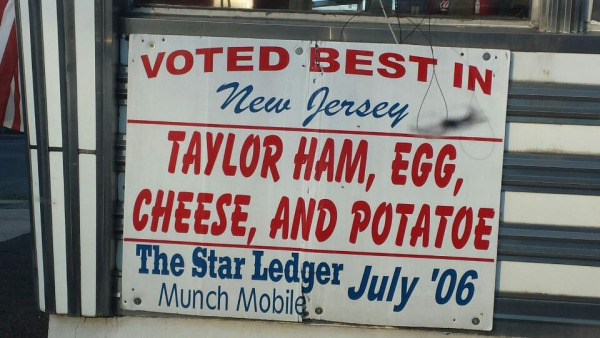 VOTED BEST IN
New Jersey
TAYLOR HAM, EGG,
CHEESE, AND POTATOE
The Star Ledger July '06
Munch Mobile